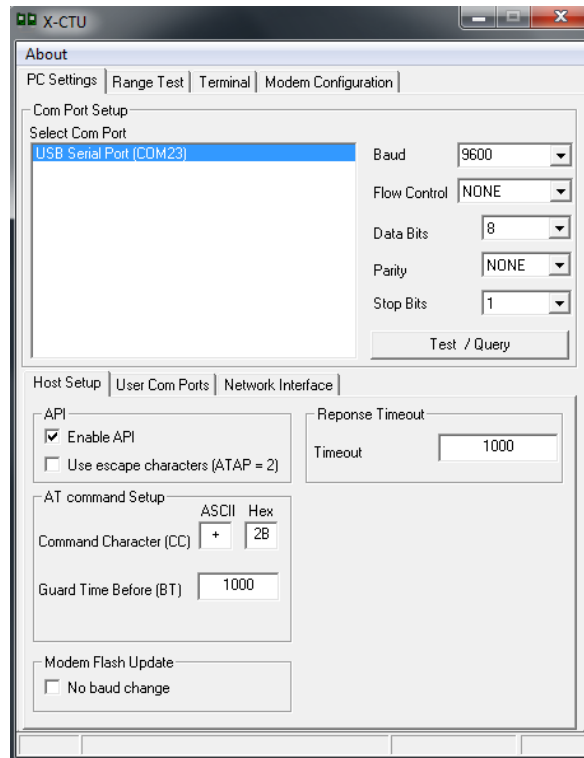 X-CTU
About
PC Settings Range Test Terminal Modem Configuration
Com Port Setup
Select Com Port
USB Serial Port (COM23)
Baud 9600
Flow Control NONE
Data Bits 8
Parity NONE
Stop Bits 1
Test / Query
Host Setup User Com Ports Network Interface
API
Enable API
Use escape characters (ATAP = 2)
Reponse Timeout
Timeout 1000
AT command Setup
ASCII Hex
Command Character (CC) + 2B
Guard Time Before (BT) 1000
Modem Flash Update
No baud change